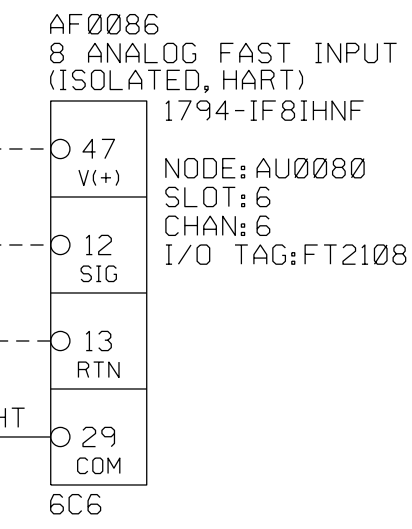 AF0086
8 ANALOG FAST INPUT
(ISOLATED, HART)
1794-IF8IHNF
47
V(+)
NODE:AU0080
SLOT:6
CHAN:6
I/O TAG:FT2108
12
SIG
13
RTN
HT
29
COM
6C6